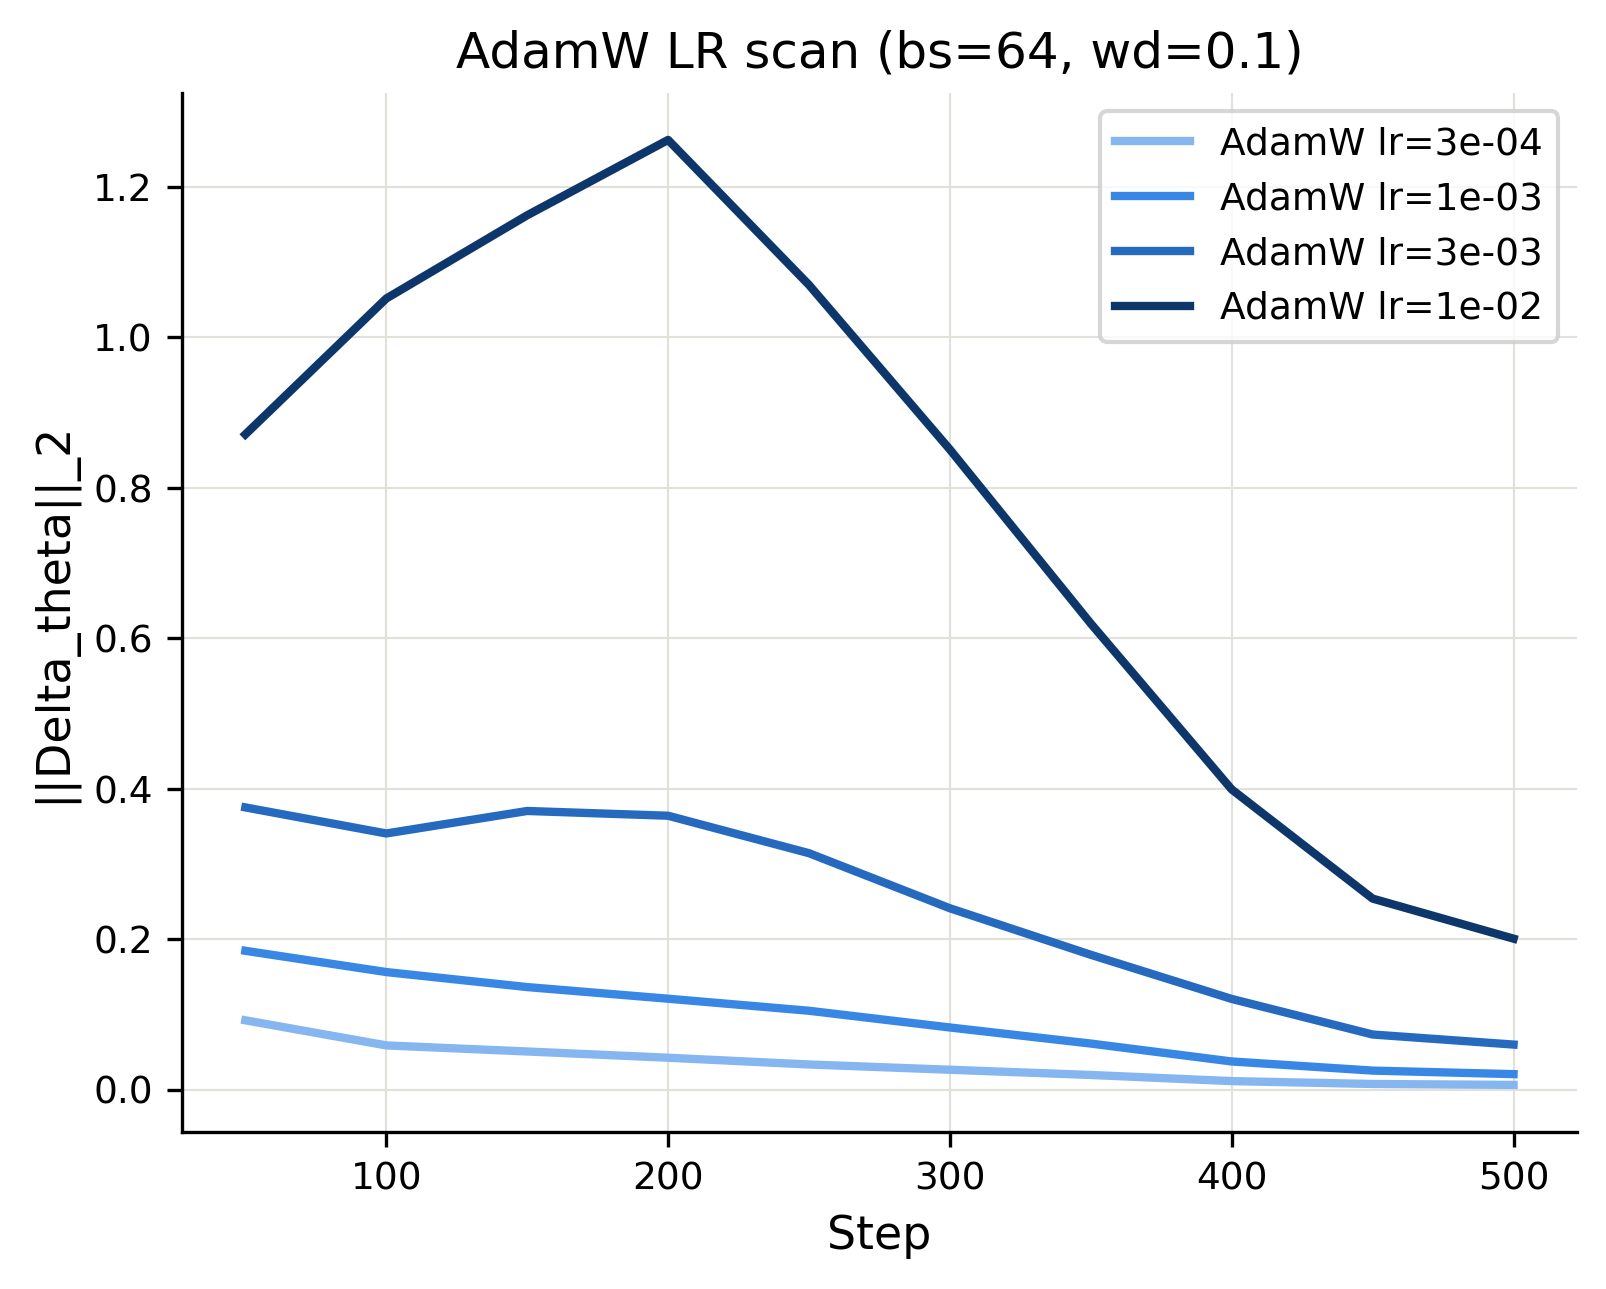 AdamW LR scan (bs=64, wd=0.1)
AdamW lr=3e-04
AdamW lr=1e-03
AdamW lr=3e-03
AdamW lr=1e-02
||Delta_theta||_2
1.2
1.0
0.8
0.6
0.4
0.2
0.0
100 200 300 400 500
Step